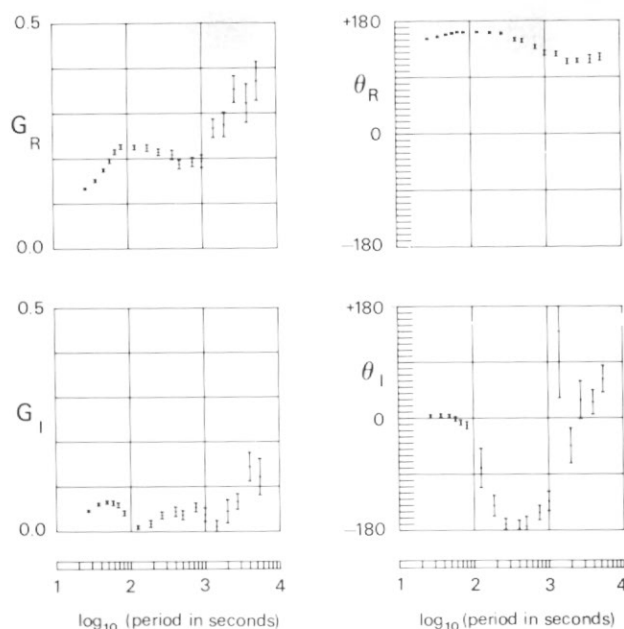 0.5
G_R
0.0
+180
θ_R
0
−180
0.5
G_I
0.0
+180
θ_I
0
−180
1 2 3 4
log₁₀ (period in seconds)
1 2 3 4
log₁₀ (period in seconds)